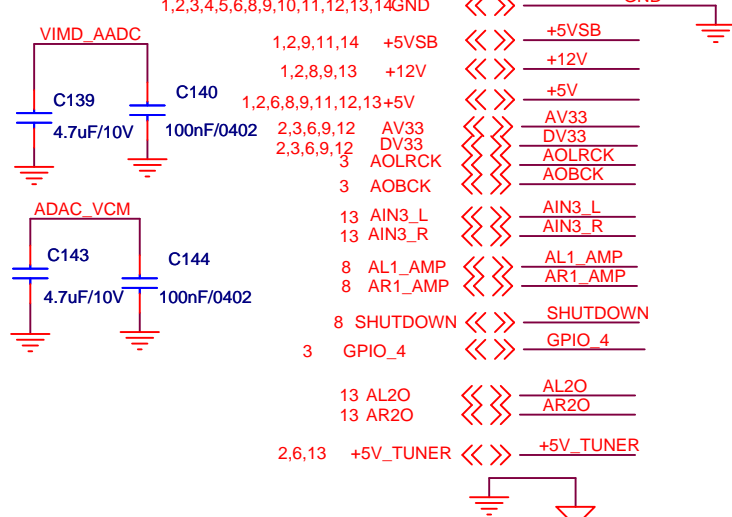 1,2,3,4,5,6,8,9,10,11,12,13,14GND GND
VIMD_AADC
1,2,9,11,14 +5VSB +5VSB
1,2,8,9,13 +12V +12V
C139 C140
4.7uF/10V 100nF/0402
1,2,6,8,9,11,12,13+5V +5V
2,3,6,9,12 AV33 AV33
2,3,6,9,12 DV33 DV33
3 AOLRCK AOLRCK
3 AOBCK AOBCK
ADAC_VCM
13 AIN3_L AIN3_L
13 AIN3_R AIN3_R
C143 C144
4.7uF/10V 100nF/0402
8 AL1_AMP AL1_AMP
8 AR1_AMP AR1_AMP
8 SHUTDOWN SHUTDOWN
3 GPIO_4 GPIO_4
13 AL2O AL2O
13 AR2O AR2O
2,6,13 +5V_TUNER +5V_TUNER